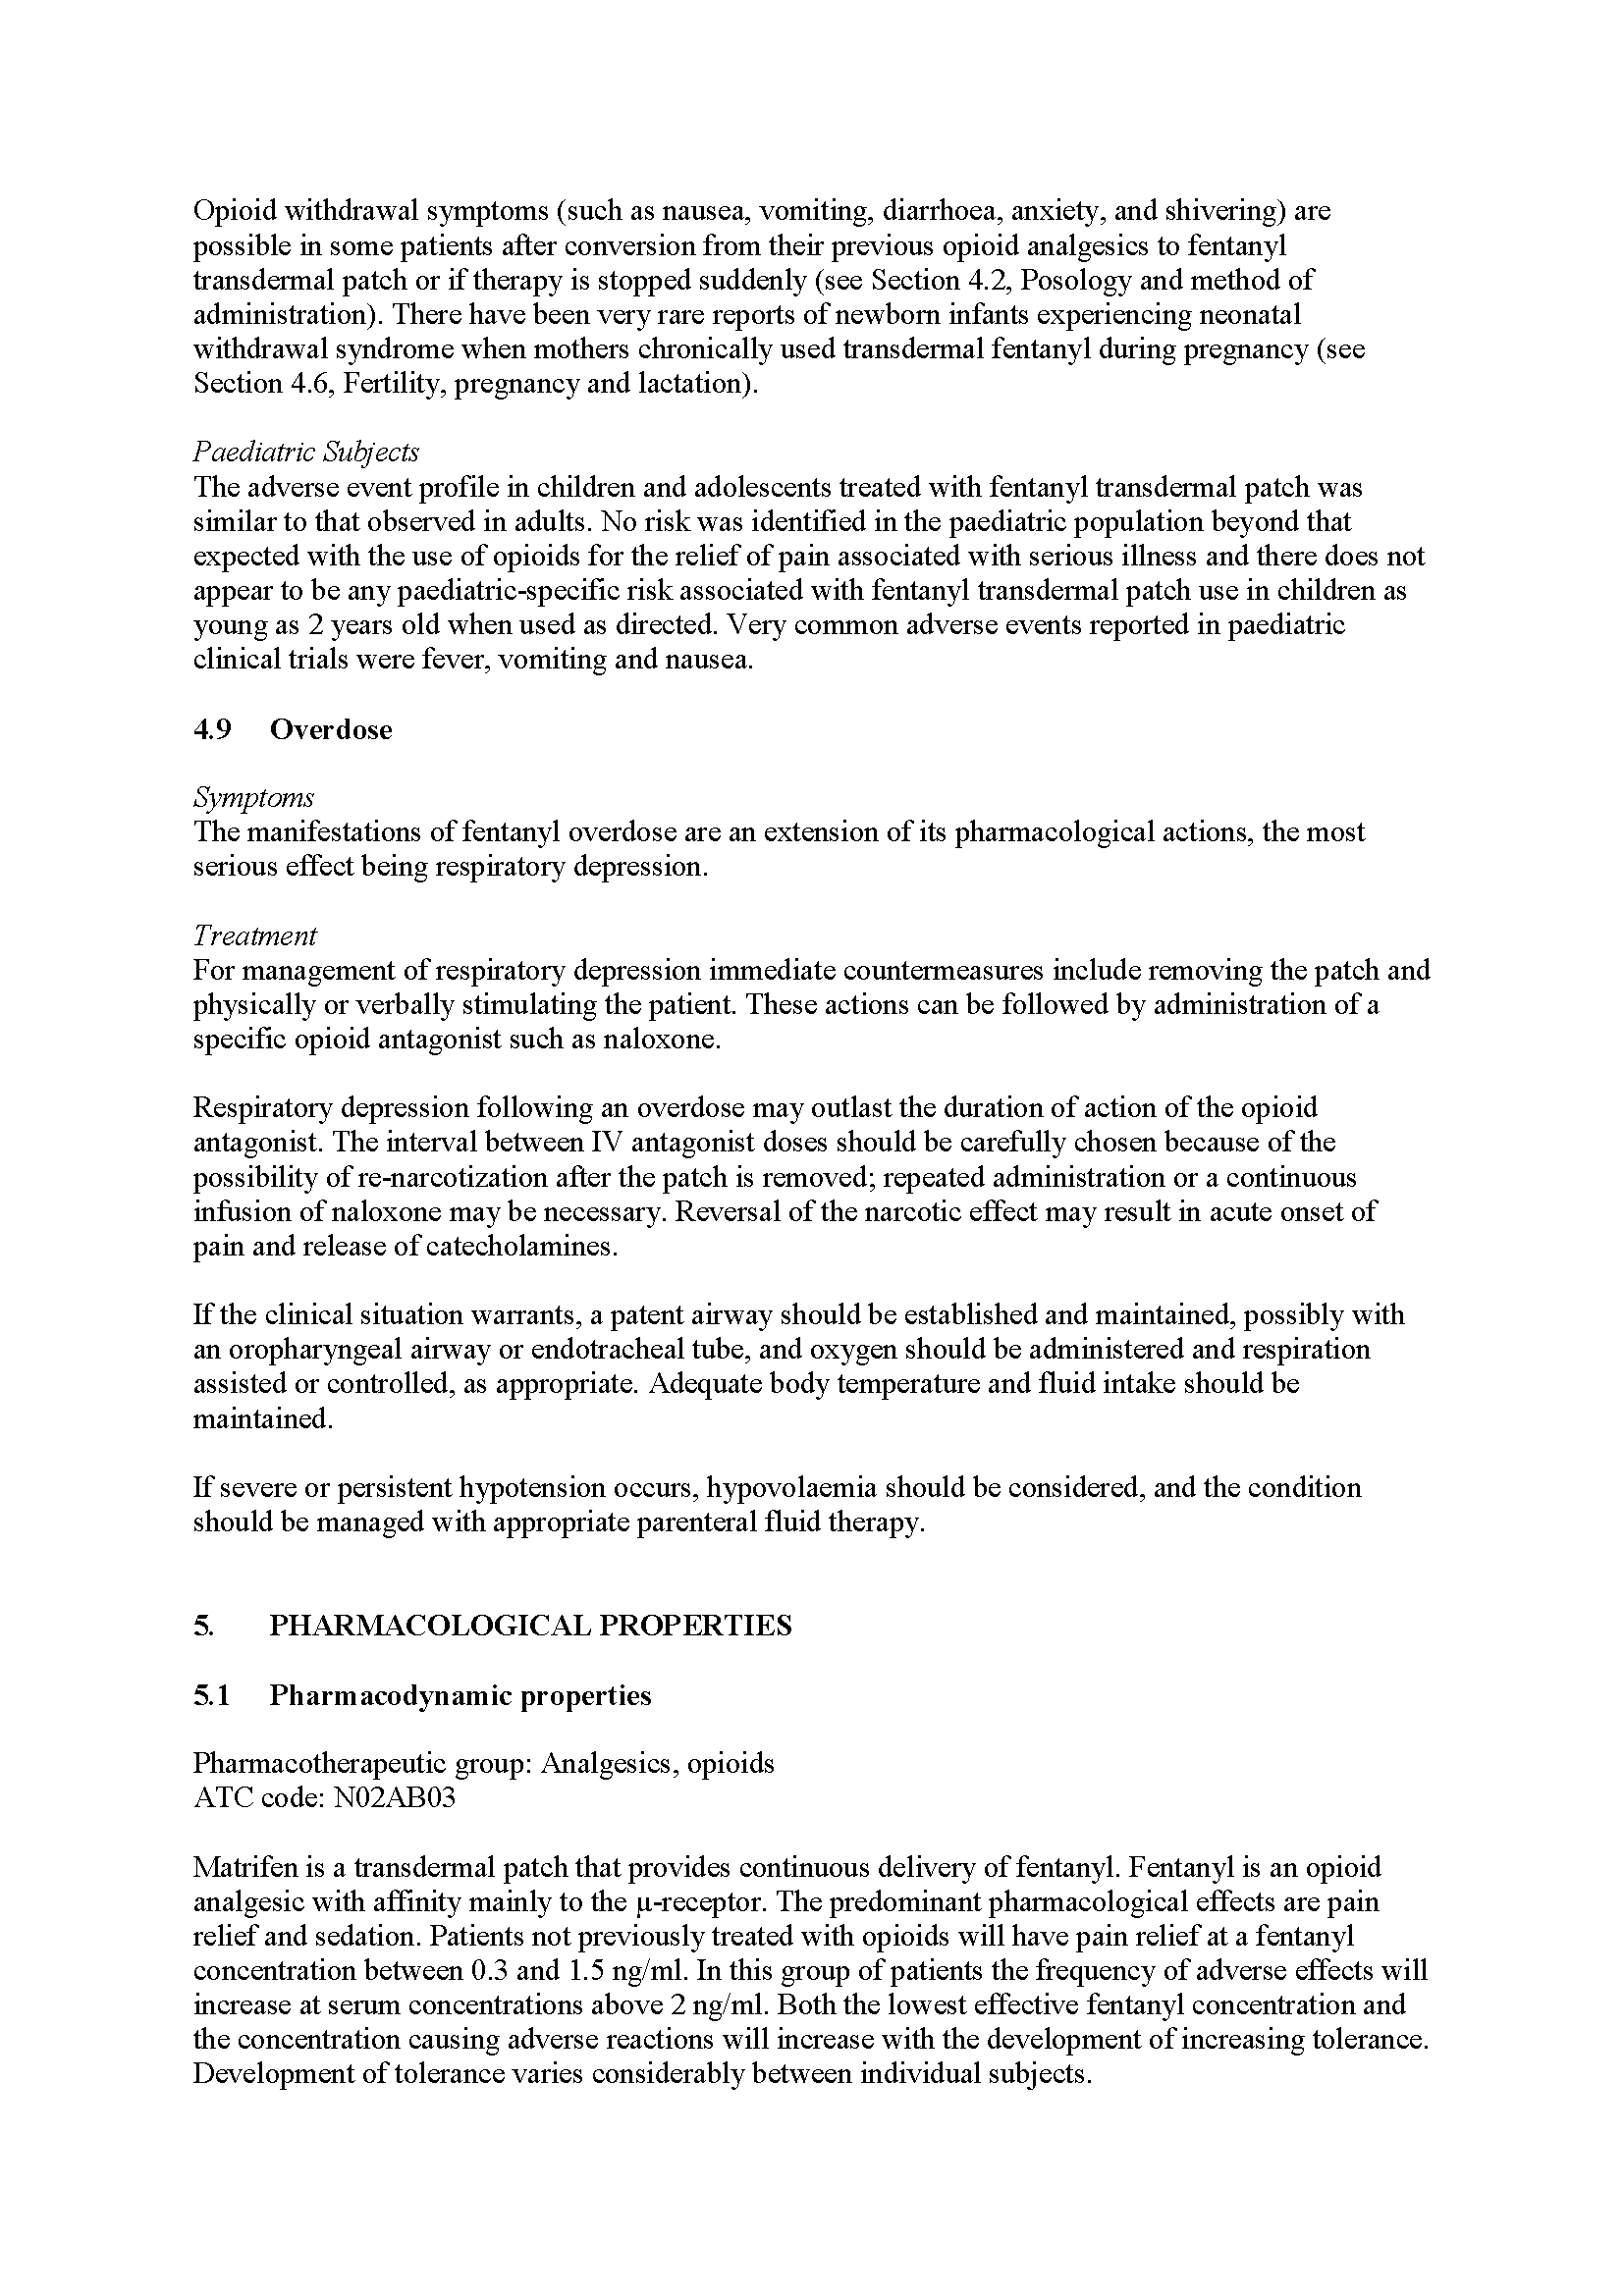 Opioid withdrawal symptoms (such as nausea, vomiting, diarrhoea, anxiety, and shivering) are
possible in some patients after conversion from their previous opioid analgesics to fentanyl
transdermal patch or if therapy is stopped suddenly (see Section 4.2, Posology and method of
administration). There have been very rare reports of newborn infants experiencing neonatal
withdrawal syndrome when mothers chronically used transdermal fentanyl during pregnancy (see
Section 4.6, Fertility, pregnancy and lactation).
Paediatric Subjects
The adverse event profile in children and adolescents treated with fentanyl transdermal patch was
similar to that observed in adults. No risk was identified in the paediatric population beyond that
expected with the use of opioids for the relief of pain associated with serious illness and there does not
appear to be any paediatric-specific risk associated with fentanyl transdermal patch use in children as
young as 2 years old when used as directed. Very common adverse events reported in paediatric
clinical trials were fever, vomiting and nausea.
4.9 Overdose
Symptoms
The manifestations of fentanyl overdose are an extension of its pharmacological actions, the most
serious effect being respiratory depression.
Treatment
For management of respiratory depression immediate countermeasures include removing the patch and
physically or verbally stimulating the patient. These actions can be followed by administration of a
specific opioid antagonist such as naloxone.
Respiratory depression following an overdose may outlast the duration of action of the opioid
antagonist. The interval between IV antagonist doses should be carefully chosen because of the
possibility of re-narcotization after the patch is removed; repeated administration or a continuous
infusion of naloxone may be necessary. Reversal of the narcotic effect may result in acute onset of
pain and release of catecholamines.
If the clinical situation warrants, a patent airway should be established and maintained, possibly with
an oropharyngeal airway or endotracheal tube, and oxygen should be administered and respiration
assisted or controlled, as appropriate. Adequate body temperature and fluid intake should be
maintained.
If severe or persistent hypotension occurs, hypovolaemia should be considered, and the condition
should be managed with appropriate parenteral fluid therapy.
5. PHARMACOLOGICAL PROPERTIES
5.1 Pharmacodynamic properties
Pharmacotherapeutic group: Analgesics, opioids
ATC code: N02AB03
Matrifen is a transdermal patch that provides continuous delivery of fentanyl. Fentanyl is an opioid
analgesic with affinity mainly to the µ-receptor. The predominant pharmacological effects are pain
relief and sedation. Patients not previously treated with opioids will have pain relief at a fentanyl
concentration between 0.3 and 1.5 ng/ml. In this group of patients the frequency of adverse effects will
increase at serum concentrations above 2 ng/ml. Both the lowest effective fentanyl concentration and
the concentration causing adverse reactions will increase with the development of increasing tolerance.
Development of tolerance varies considerably between individual subjects.